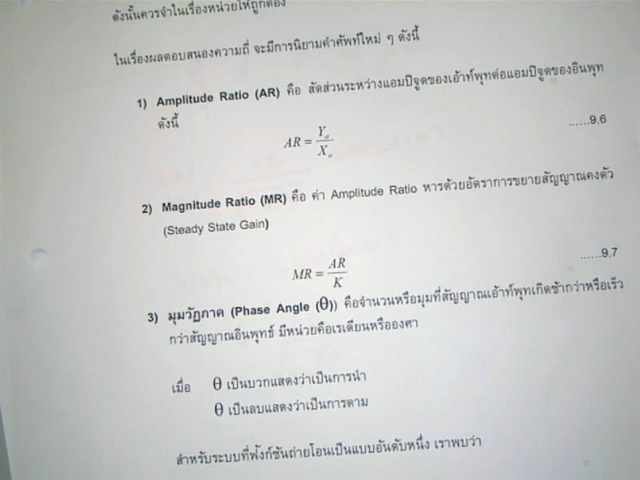 ดังนั้นควรจำในเรื่องหน่วยให้ถูกต้อง
ในเรื่องผลตอบสนองความถี่ จะมีการนิยามคำศัพท์ใหม่ ๆ ดังนี้
1) Amplitude Ratio (AR) คือ สัดส่วนระหว่างแอมปิจูดของเอ้าท์พุทต่อแอมปิจูดของอินพุท
ดังนี้
AR = Y_o / X_o ......9.6
2) Magnitude Ratio (MR) คือ ค่า Amplitude Ratio หารด้วยอัตราการขยายสัญญาณคงตัว
(Steady State Gain)
MR = AR / K ......9.7
3) มุมวัฏภาค (Phase Angle (θ)) คือจำนวนหรือมุมที่สัญญาณเอ้าท์พุทเกิดช้ากว่าหรือเร็ว
กว่าสัญญาณอินพุทธ์ มีหน่วยคือเรเดียนหรือองศา
เมื่อ θ เป็นบวกแสดงว่าเป็นการนำ
θ เป็นลบแสดงว่าเป็นการตาม
สำหรับระบบที่ฟังก์ชันถ่ายโอนเป็นแบบอันดับหนึ่ง เราพบว่า